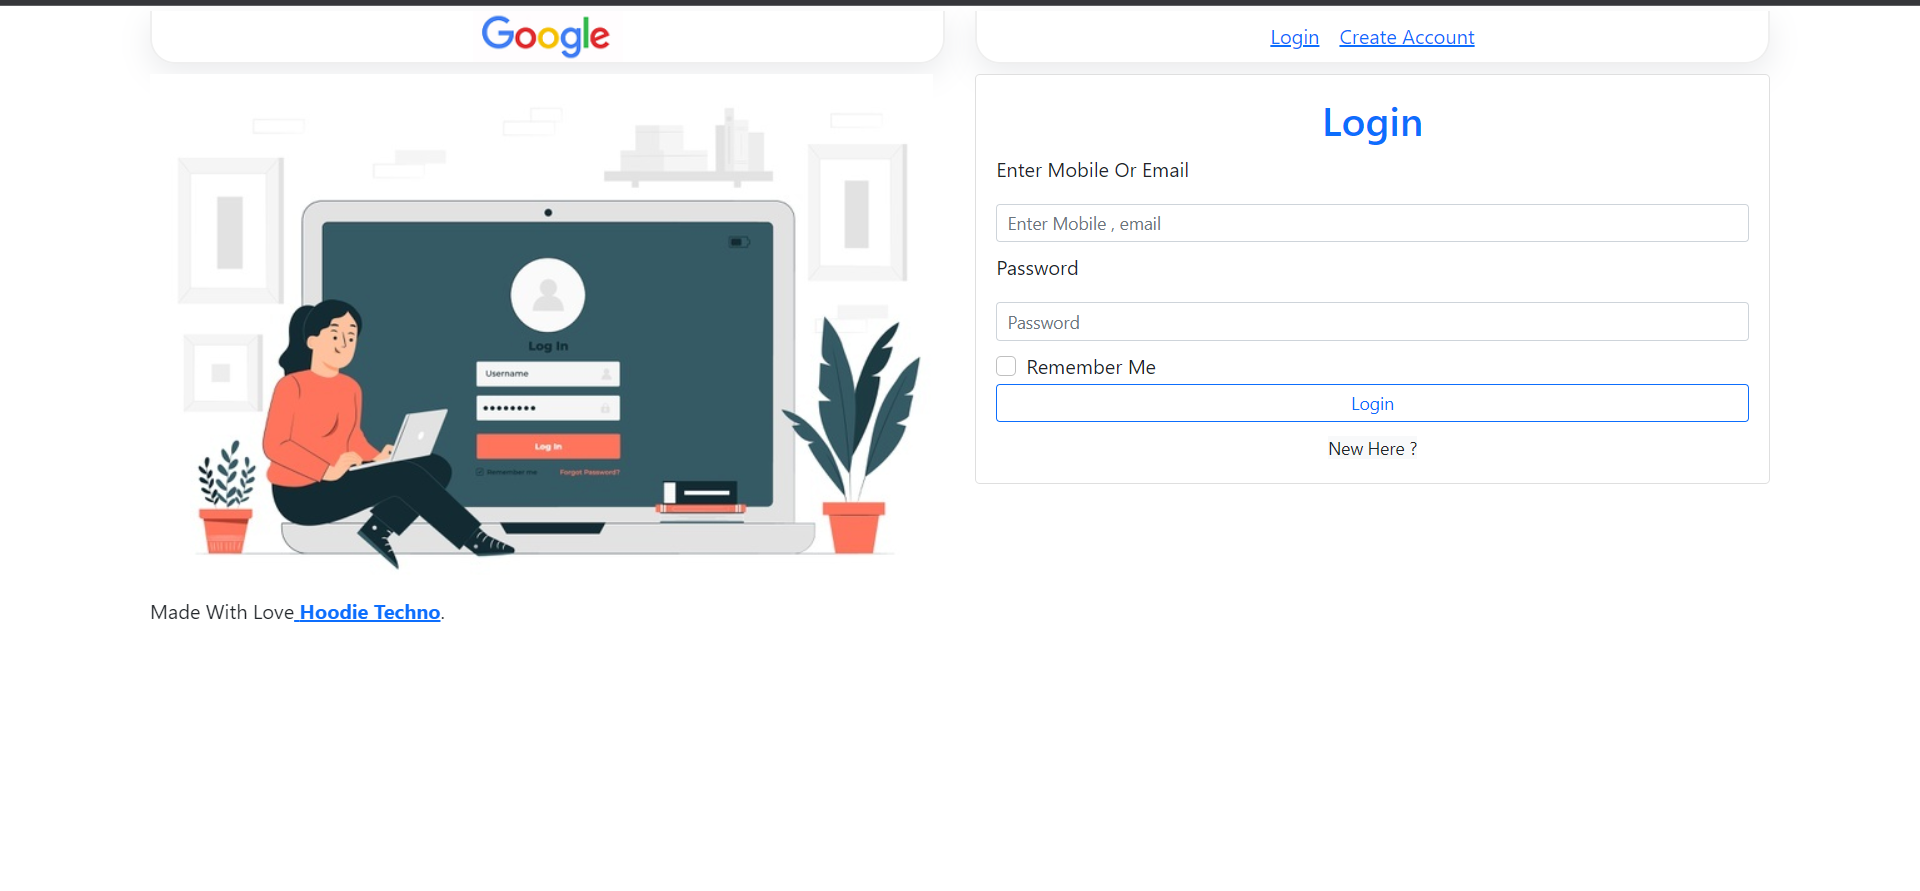 Google
Login Create Account
Login
Enter Mobile Or Email
Enter Mobile , email
Password
Password
Remember Me
Login
New Here ?
Log In
Username
Log In
Remember me Forgot Password?
Made With Love Hoodie Techno.